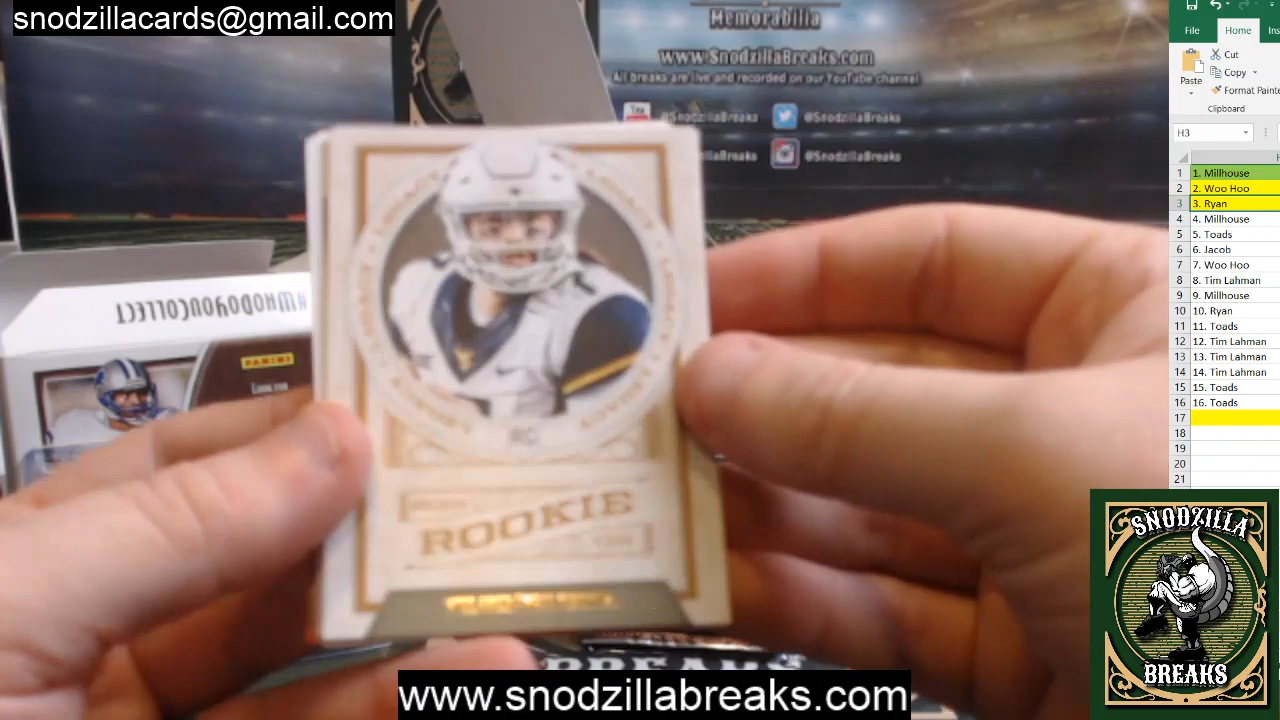 snodzillacards@gmail.com
Memorabilia
www.SnodzillaBreaks.com
All breaks are live and recorded on our YouTube channel
@SnodzillaBreaks
@SnodzillaBreaks
@SnodzillaBreaks
#WHODOYOUCOLLECT
PANINI
RC
ROOKIE
BREAKS
www.snodzillabreaks.com
File
Home
Ins
Cut
Copy
Paste
Format Painte
Clipboard
H3
1
1. Millhouse
2
2. Woo Hoo
3
3. Ryan
4
4. Millhouse
5
5. Toads
6
6. Jacob
7
7. Woo Hoo
8
8. Tim Lahman
9
9. Millhouse
10
10. Ryan
11
11. Toads
12
12. Tim Lahman
13
13. Tim Lahman
14
14. Tim Lahman
15
15. Toads
16
16. Toads
17
18
19
20
21
SNODZILLA
BREAKS